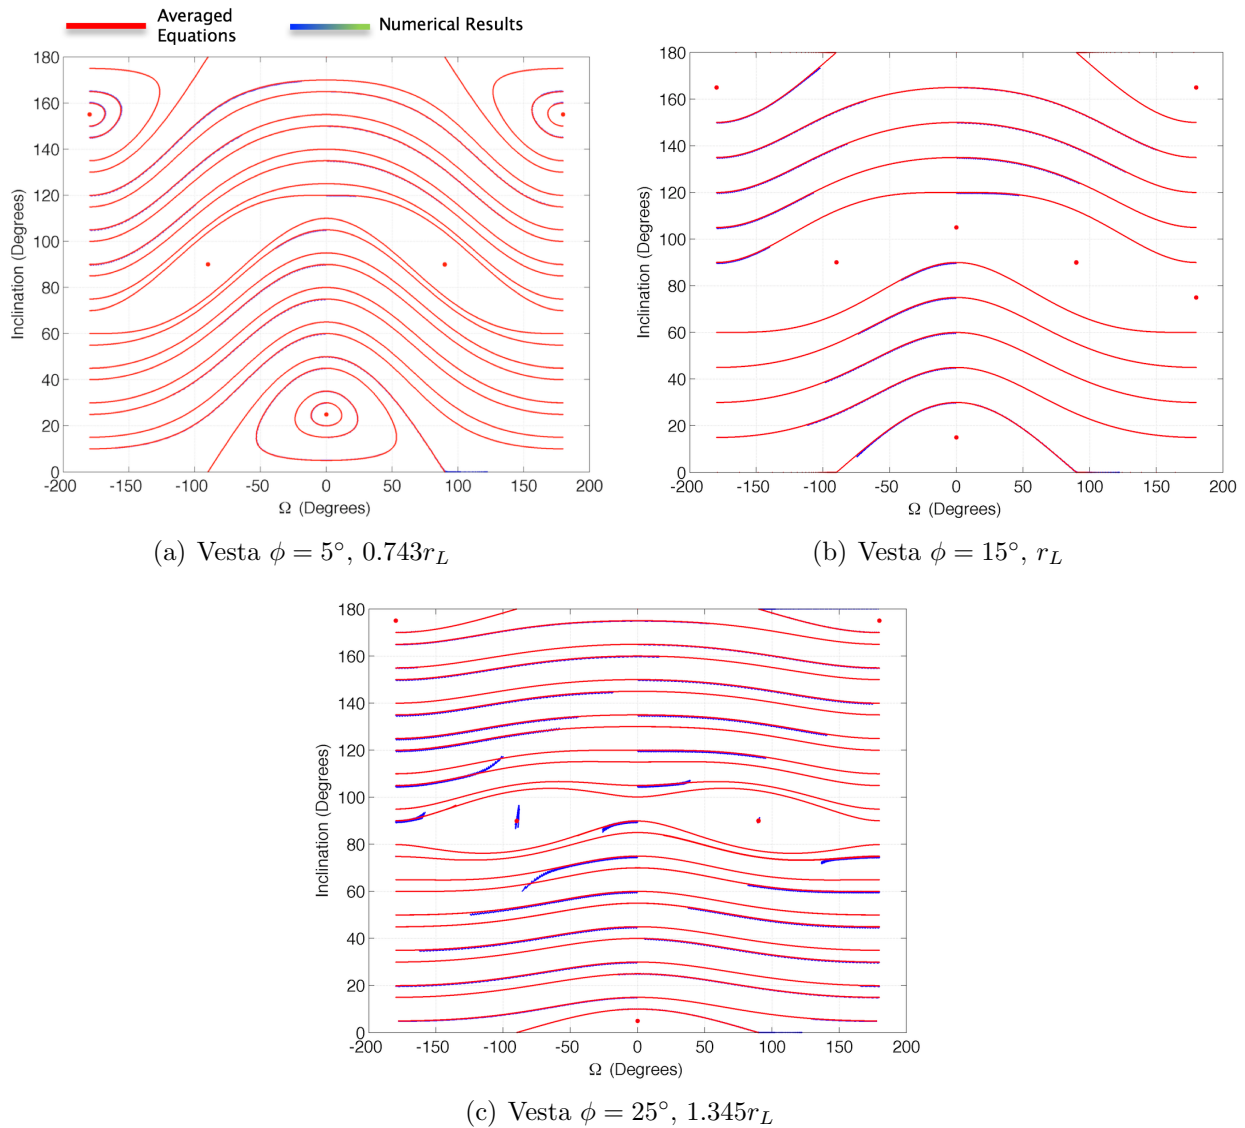 Averaged
Equations
Numerical Results
180
160
140
120
100
80
60
40
20
0
Inclination (Degrees)
-200 -150 -100 -50 0 50 100 150 200
Ω (Degrees)
(a) Vesta ϕ = 5°, 0.743r_L
180
160
140
120
100
80
60
40
20
0
Inclination (Degrees)
-200 -150 -100 -50 0 50 100 150 200
Ω (Degrees)
(b) Vesta ϕ = 15°, r_L
180
160
140
120
100
80
60
40
20
0
Inclination (Degrees)
-200 -150 -100 -50 0 50 100 150 200
Ω (Degrees)
(c) Vesta ϕ = 25°, 1.345r_L